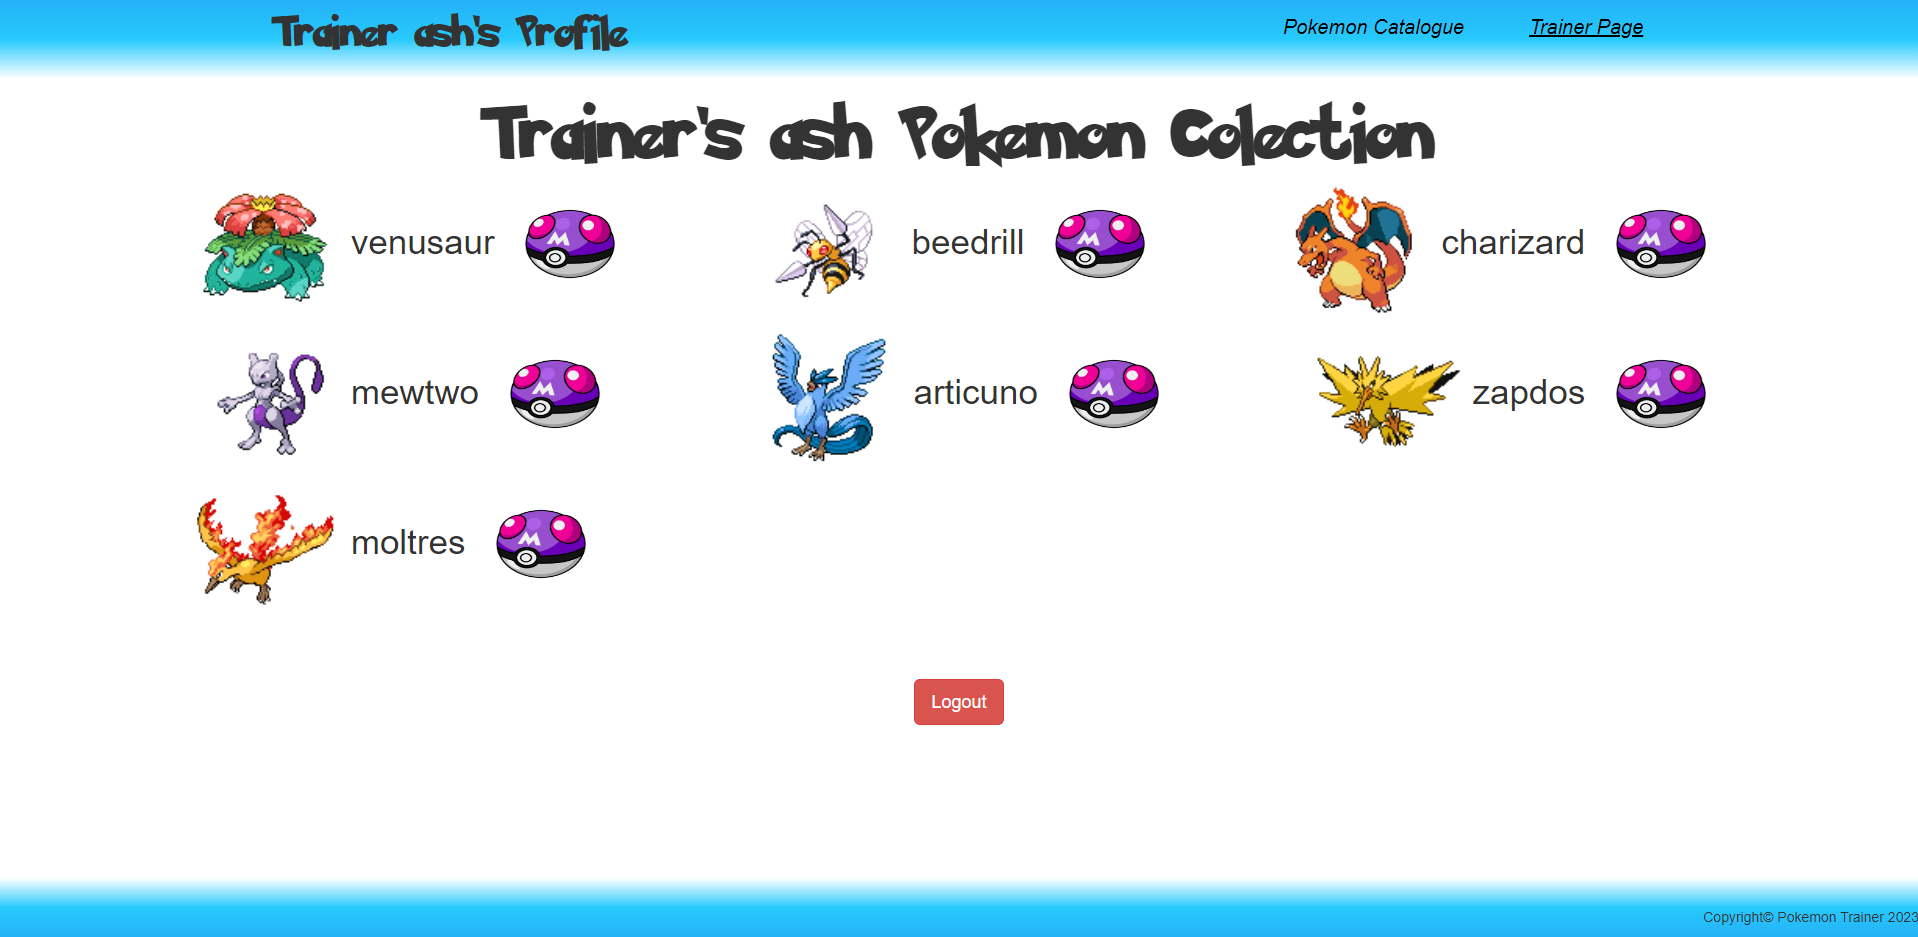 Trainer ash's Profile
Pokemon Catalogue
Trainer Page
Trainer's ash Pokemon Colection
venusaur M
beedrill M
charizard M
mewtwo M
articuno M
zapdos M
moltres M
Logout
Copyright© Pokemon Trainer 2023